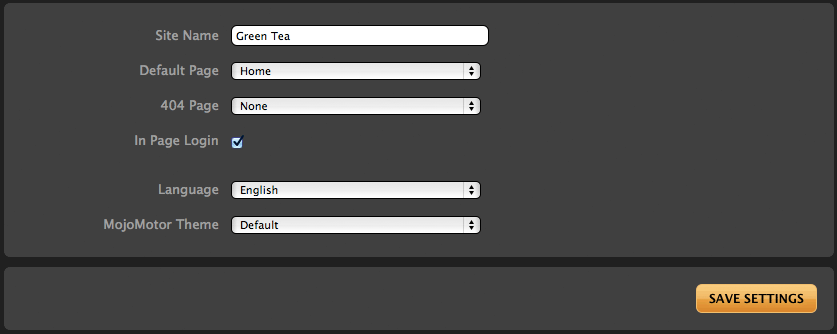 Site Name Green Tea
Default Page Home
404 Page None
In Page Login
Language English
MojoMotor Theme Default
SAVE SETTINGS